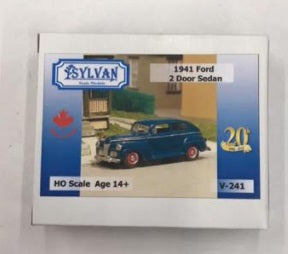 SYLVAN
Scale Models
1941 Ford
2 Door Sedan
20
HO Scale Age 14+
V-241